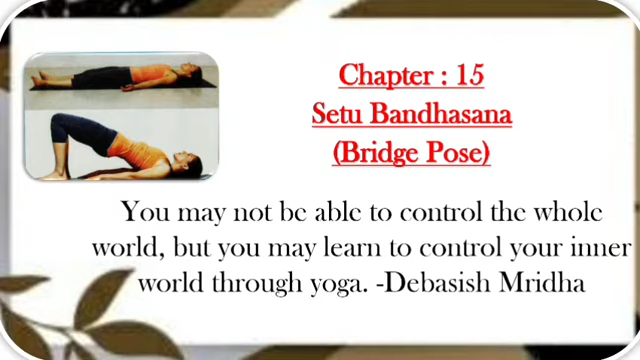 Chapter : 15
Setu Bandhasana
(Bridge Pose)
You may not be able to control the whole
world, but you may learn to control your inner
world through yoga. -Debasish Mridha